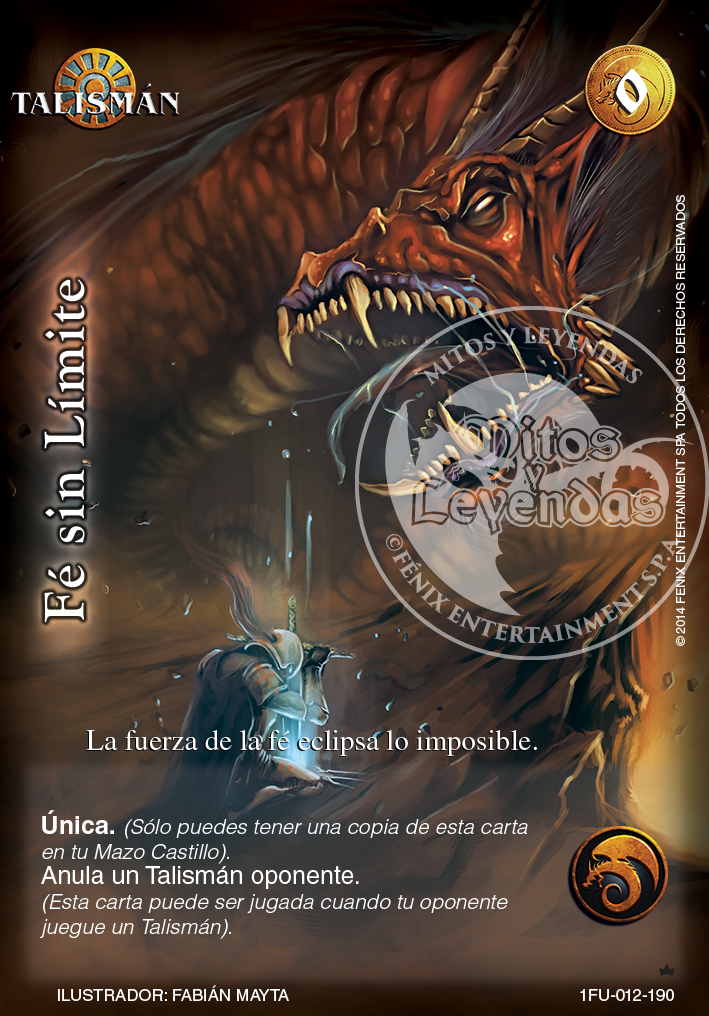 TALISMÁN
0
Fé sin Límite
MITOS Y LEYENDAS
Mitos
y
Leyendas
© FÉNIX ENTERTAINMENT S.P.A
© 2014 FENIX ENTERTAINMENT SPA TODOS LOS DERECHOS RESERVADOS
La fuerza de la fé eclipsa lo imposible.
Única. (Sólo puedes tener una copia de esta carta
en tu Mazo Castillo).
Anula un Talismán oponente.
(Esta carta puede ser jugada cuando tu oponente
juegue un Talismán).
ILUSTRADOR: FABIÁN MAYTA
1FU-012-190